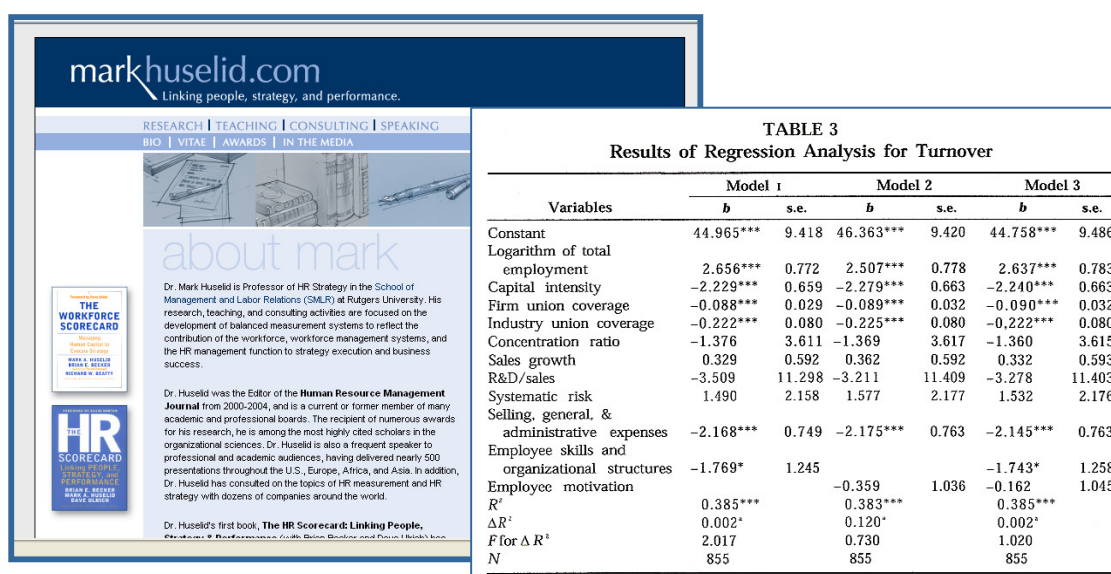 markhuselid.com
Linking people, strategy, and performance.
RESEARCH | TEACHING | CONSULTING | SPEAKING
BIO | VITAE | AWARDS | IN THE MEDIA
about mark
Dr. Mark Huselid is Professor of HR Strategy in the School of
Management and Labor Relations (SMLR) at Rutgers University. His
research, teaching, and consulting activities are focused on the
development of balanced measurement systems to reflect the
contribution of the workforce, workforce management systems, and
the HR management function to strategy execution and business
success.
Dr. Huselid was the Editor of the Human Resource Management
Journal from 2000-2004, and is a current or former member of many
academic and professional boards. The recipient of numerous awards
for his research, he is among the most highly cited scholars in the
organizational sciences. Dr. Huselid is also a frequent speaker to
professional and academic audiences, having delivered nearly 500
presentations throughout the U.S., Europe, Africa, and Asia. In addition,
Dr. Huselid has consulted on the topics of HR measurement and HR
strategy with dozens of companies around the world.
Dr. Huselid's first book, The HR Scorecard: Linking People,
THE
WORKFORCE
SCORECARD
Managing
Human Capital to
Execute Strategy
MARK A. HUSELID
BRIAN E. BECKER
RICHARD W. BEATTY
THE
HR
SCORECARD
Linking PEOPLE,
STRATEGY, and
PERFORMANCE
BRIAN E. BECKER
MARK A. HUSELID
DAVE ULRICH
TABLE 3
Results of Regression Analysis for Turnover
Model 1 Model 2 Model 3
Variables b s.e. b s.e. b s.e.
Constant 44.965*** 9.418 46.363*** 9.420 44.758*** 9.486
Logarithm of total
employment 2.656*** 0.772 2.507*** 0.778 2.637*** 0.783
Capital intensity -2.229*** 0.659 -2.279*** 0.663 -2.240*** 0.663
Firm union coverage -0.088*** 0.029 -0.089*** 0.032 -0.090*** 0.032
Industry union coverage -0.222*** 0.080 -0.225*** 0.080 -0,222*** 0.080
Concentration ratio -1.376 3.611 -1.369 3.617 -1.360 3.615
Sales growth 0.329 0.592 0.362 0.592 0.332 0.593
R&D/sales -3.509 11.298 -3.211 11.409 -3.278 11.403
Systematic risk 1.490 2.158 1.577 2.177 1.532 2.176
Selling, general, &
administrative expenses -2.168*** 0.749 -2.175*** 0.763 -2.145*** 0.763
Employee skills and
organizational structures -1.769* 1.245 -1.743* 1.258
Employee motivation -0.359 1.036 -0.162 1.045
R² 0.385*** 0.383*** 0.385***
ΔR² 0.002ᵃ 0.120ᵃ 0.002ᵃ
F for Δ R² 2.017 0.730 1.020
N 855 855 855